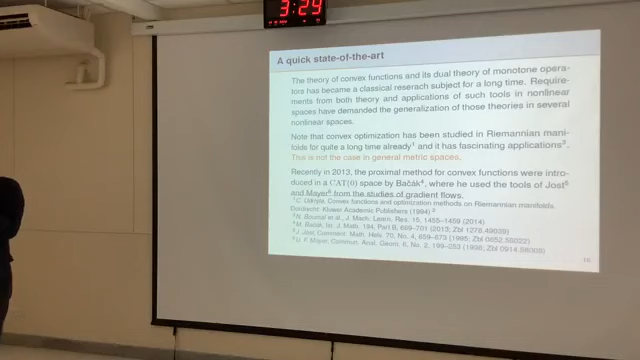 3:29
A quick state-of-the-art
The theory of convex functions and its dual theory of monotone opera-
tors has became a classical reserach subject for a long time. Require-
ments from both theory and applications of such tools in nonlinear
spaces have demanded the generalization of those theories in several
nonlinear spaces.
Note that convex optimization has been studied in Riemannian mani-
folds for quite a long time already¹ and it has fascinating applications³.
This is not the case in general metric spaces.
Recently in 2013, the proximal method for convex functions were intro-
duced in a CAT(0) space by Bačák⁴, where he used the tools of Jost⁵
and Mayer⁶ from the studies of gradient flows.
C. Udrişte, Convex functions and optimization methods on Riemannian manifolds.
Dordrecht: Kluwer Academic Publishers (1994)
N. Boumal et al., J. Mach. Learn. Res. 15, 1455–1459 (2014)
M. Bačák, Isr. J. Math. 194, Part B, 689–701 (2013; Zbl 1278.49039)
J. Jost, Comment. Math. Helv. 70, No. 4, 659–673 (1995; Zbl 0852.58022)
U. F. Mayer, Commun. Anal. Geom. 6, No. 2, 199–253 (1998; Zbl 0914.58008)